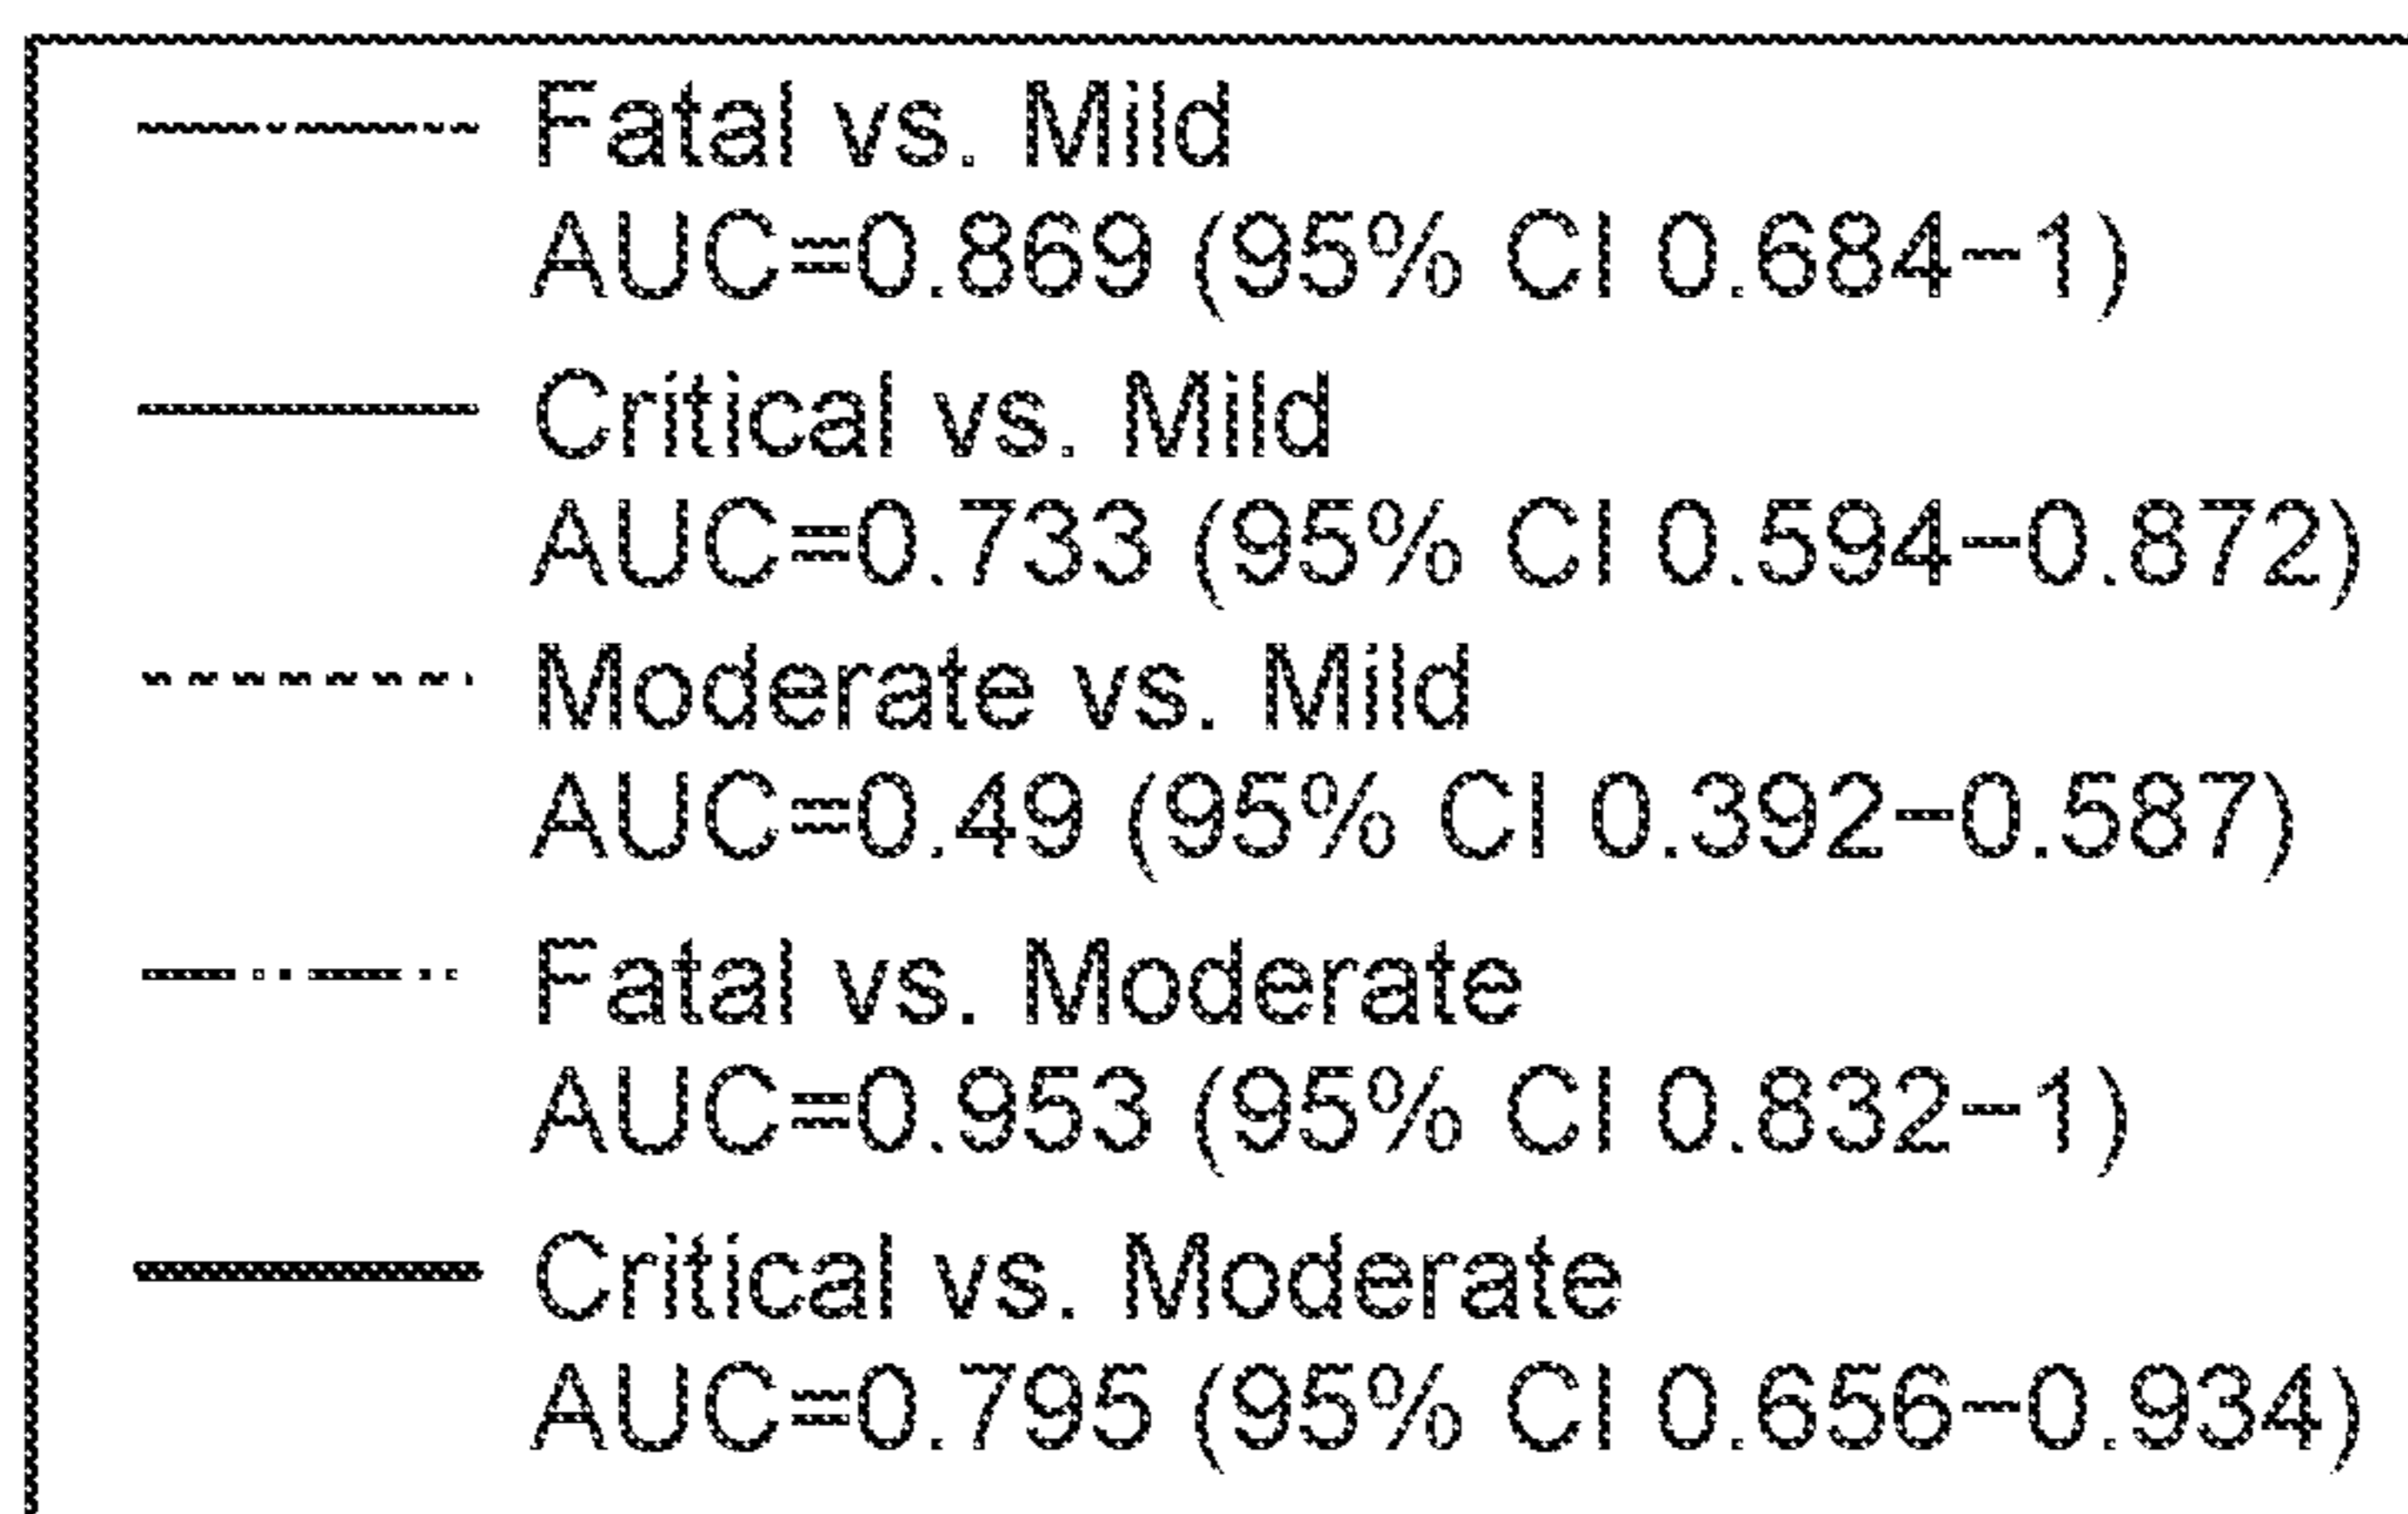 Fatal vs. Mild
AUC=0.869 (95% CI 0.684-1)
Critical vs. Mild
AUC=0.733 (95% CI 0.594-0.872)
Moderate vs. Mild
AUC=0.49 (95% CI 0.392-0.587)
Fatal vs. Moderate
AUC=0.953 (95% CI 0.832-1)
Critical vs. Moderate
AUC=0.795 (95% CI 0.656-0.934)